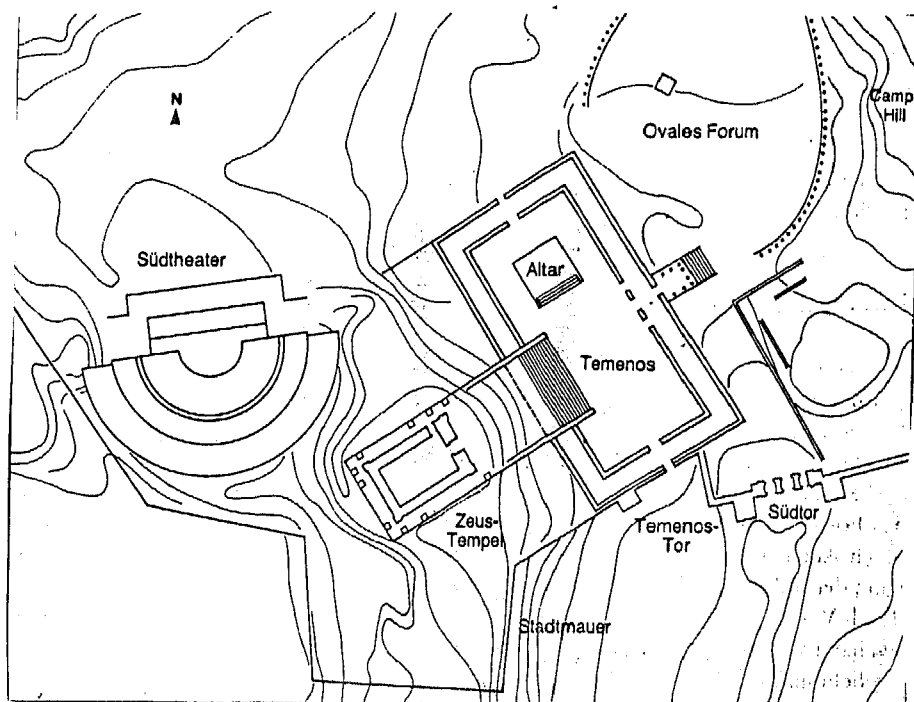 N
Camp
Hill
Ovales Forum
Südtheater
Altar
Temenos
Zeus-
Tempel
Temenos-
Tor
Südtor
Stadtmauer